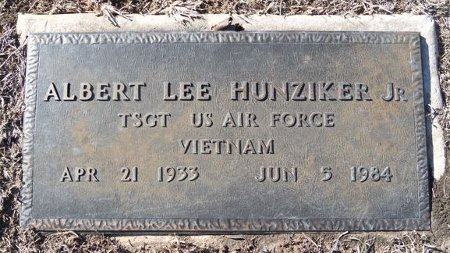 ALBERT LEE HUNZIKER JR
TSGT US AIR FORCE
VIETNAM
APR 21 1933 JUN 5 1984